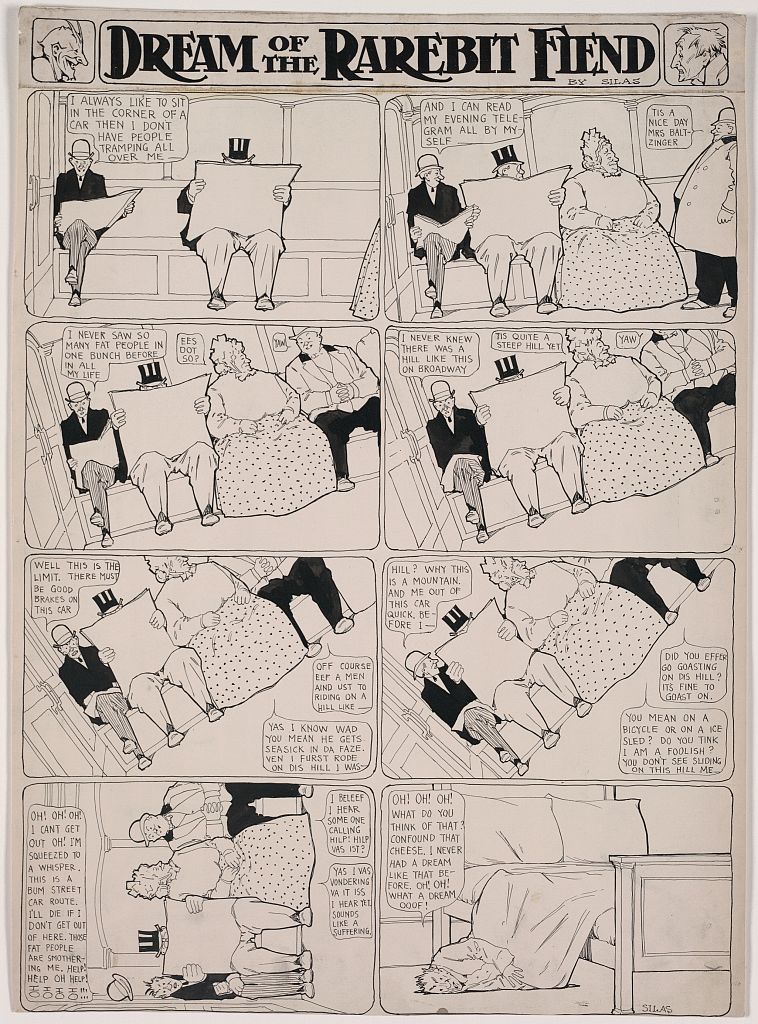 DREAM OF THE RAREBIT FIEND
BY SILAS
I ALWAYS LIKE TO SIT
IN THE CORNER OF A
CAR THEN I DONT
HAVE PEOPLE
TRAMPING ALL
OVER ME
AND I CAN READ
MY EVENING TELE-
GRAM ALL BY MY
SELF
'TIS A
NICE DAY
MRS BALT-
ZINGER
I NEVER SAW SO
MANY FAT PEOPLE IN
ONE BUNCH BEFORE
IN ALL
MY LIFE
EES
DOT
SO?
YAW
I NEVER KNEW
THERE WAS A
HILL LIKE THIS
ON BROADWAY
TIS QUITE A
STEEP HILL YET
YAWY
WELL THIS IS THE
LIMIT. THERE MUST
BE GOOD
BRAKES ON
THIS CAR
OFF COURSE
EEF A MEN
AIND UST TO
RIDING ON A
HILL LIKE —
YAS I KNOW WAD
YOU MEAN HE GETS
SEASICK IN DA FAZE.
VEN I FURST RODE
ON DIS HILL I WAS—
HILL? WHY THIS
IS A MOUNTAIN.
AND ME OUT OF
THIS CAR
QUICK, BE-
FORE I—
DID YOU EFFER
GO GOASTING
ON DIS HILL?
ITS FINE TO
GOAST ON.
YOU MEAN ON A
BICYCLE OR ON A ICE
SLED? DO YOU TINK
I AM A FOOLISH?
YOU DON'T SEE SLIDING
ON THIS HILL ME
OH! OH! OH!
I CANT GET
OUT OH! I'M
SQUEEZED TO
A WHISPER.
THIS IS A
BUM STREET
CAR ROUTE.
I'LL DIE IF I
DON'T GET OUT
OF HERE. THOSE
FAT PEOPLE
ARE SMOTHER-
ING ME. HELP!
HELP OH HELP!
I BELEEF
I HEAR
SOME ONE
CALLING
HILP! HILP
VAS IST?
YAS I VAS
VONDERING
VA IT ISS
I HEAR YET.
SOUNDS
LIKE A
SUFFERING.
OH! OH! OH!
WHAT DO YOU
THINK OF THAT?
CONFOUND THAT
CHEESE, I NEVER
HAD A DREAM
LIKE THAT BE-
FORE. OH! OH!
WHAT A DREAM
OOOF!
SILAS